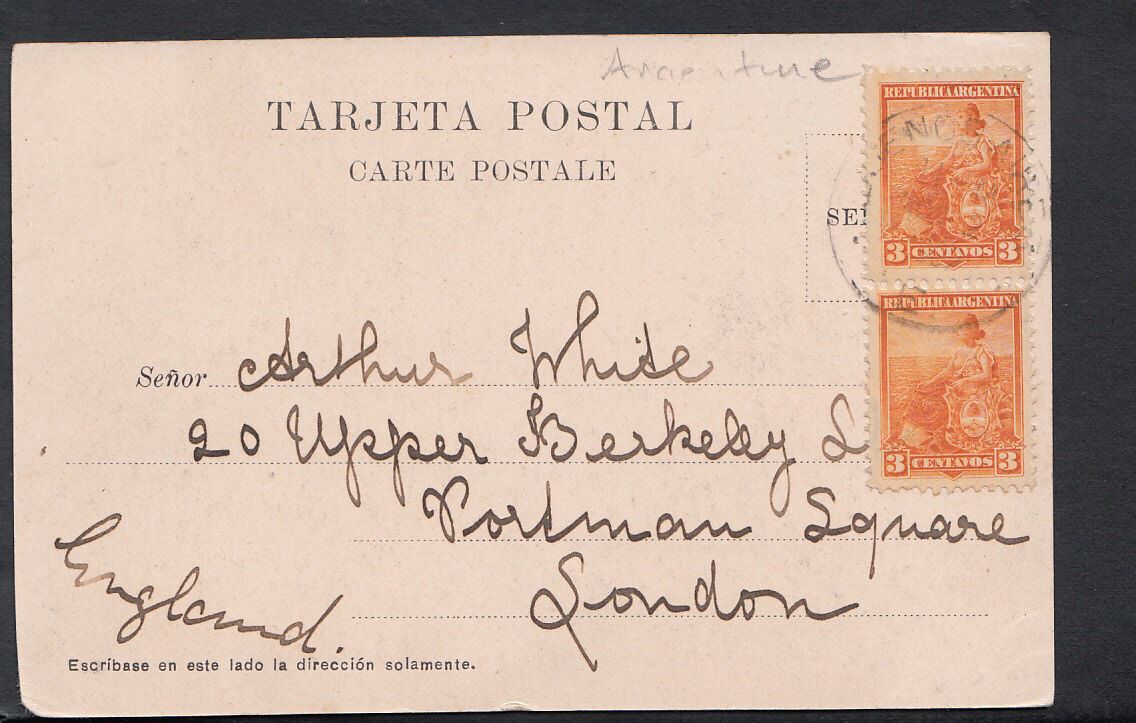 Argentine
TARJETA POSTAL
CARTE POSTALE
REPUBLICA ARGENTINA
3 CENTAVOS 3
REPUBLICA ARGENTINA
3 CENTAVOS 3
Señor Arthur White
20 Upper Berkeley
Portman Square
London
England.
Escríbase en este lado la dirección solamente.